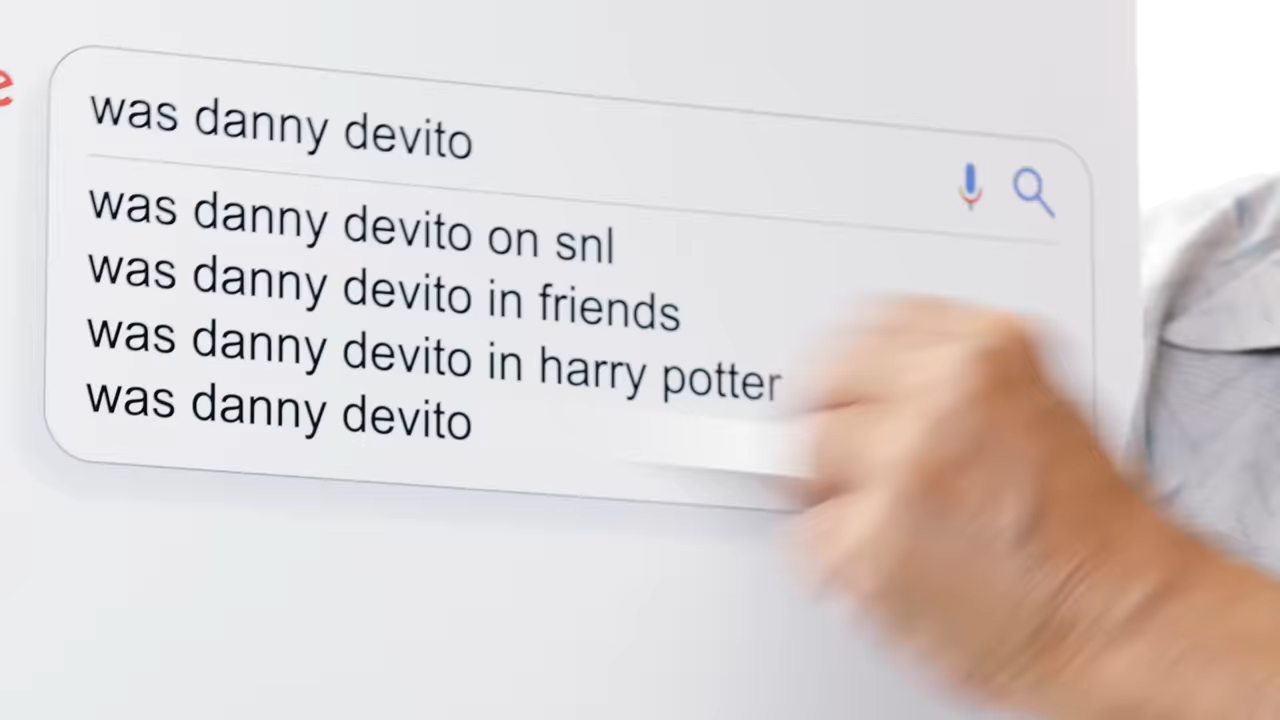 e
was danny devito
was danny devito on snl
was danny devito in friends
was danny devito in harry potter
was danny devito